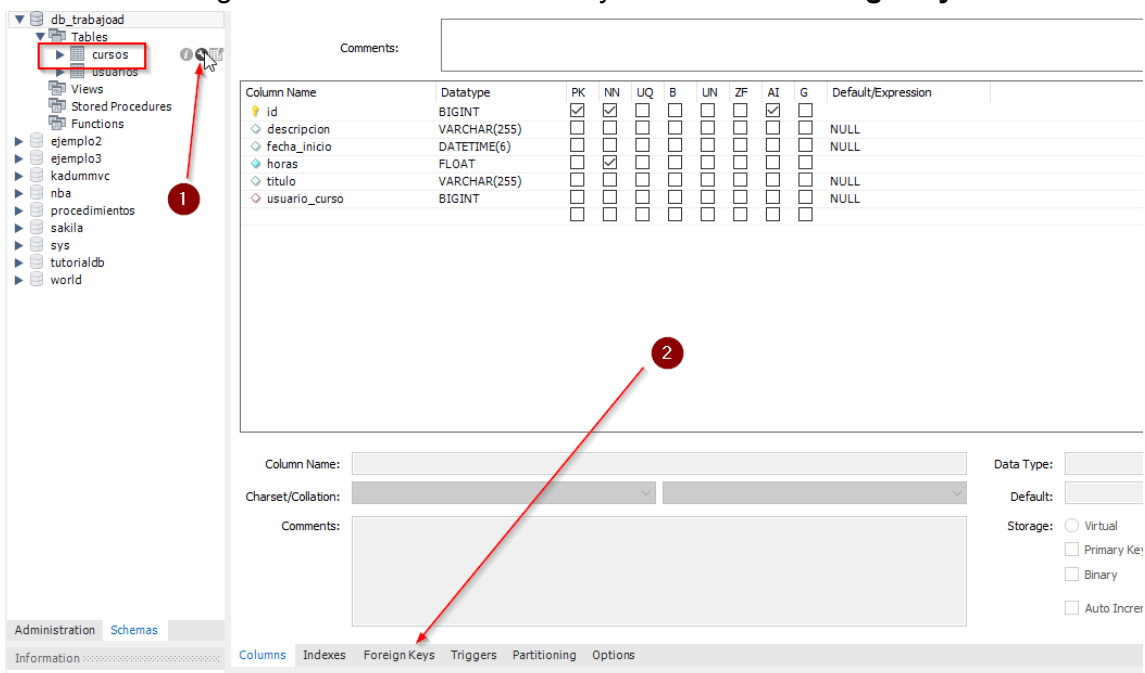 db_trabajoad
Tables
cursos
usuarios
Views
Stored Procedures
Functions
ejemplo2
ejemplo3
kadummvc
nba
procedimientos
sakila
sys
tutorialdb
world
1
Administration Schemas
Information
Comments:
Column Name Datatype PK NN UQ B UN ZF AI G Default/Expression
id BIGINT
descripcion VARCHAR(255) NULL
fecha_inicio DATETIME(6) NULL
horas FLOAT
titulo VARCHAR(255) NULL
usuario_curso BIGINT NULL
2
Column Name: Data Type:
Charset/Collation: Default:
Comments: Storage: Virtual
Primary Key
Binary
Auto Incre
Columns Indexes Foreign Keys Triggers Partitioning Options